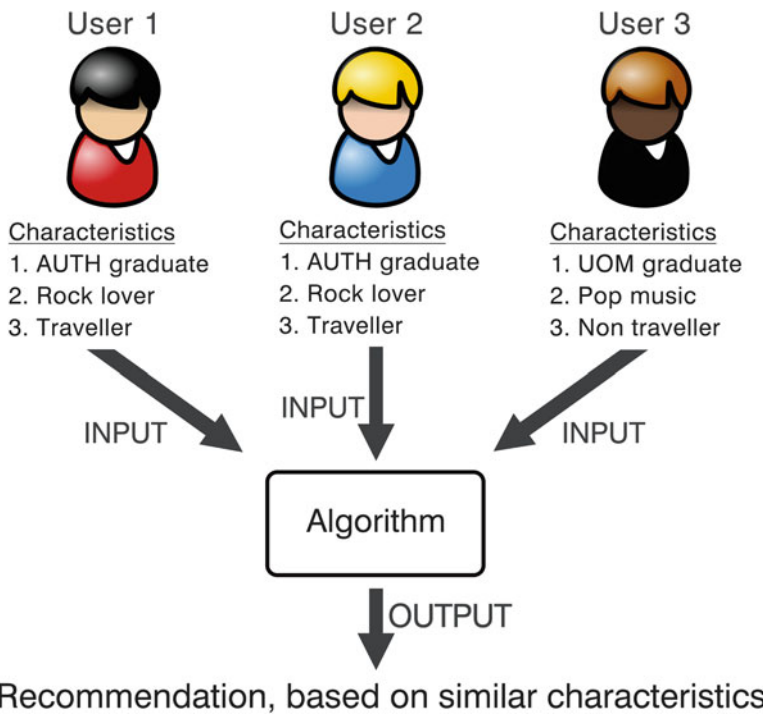 User 1
User 2
User 3
Characteristics
1. AUTH graduate
2. Rock lover
3. Traveller
Characteristics
1. AUTH graduate
2. Rock lover
3. Traveller
Characteristics
1. UOM graduate
2. Pop music
3. Non traveller
INPUT
INPUT
INPUT
Algorithm
OUTPUT
Recommendation, based on similar characteristics